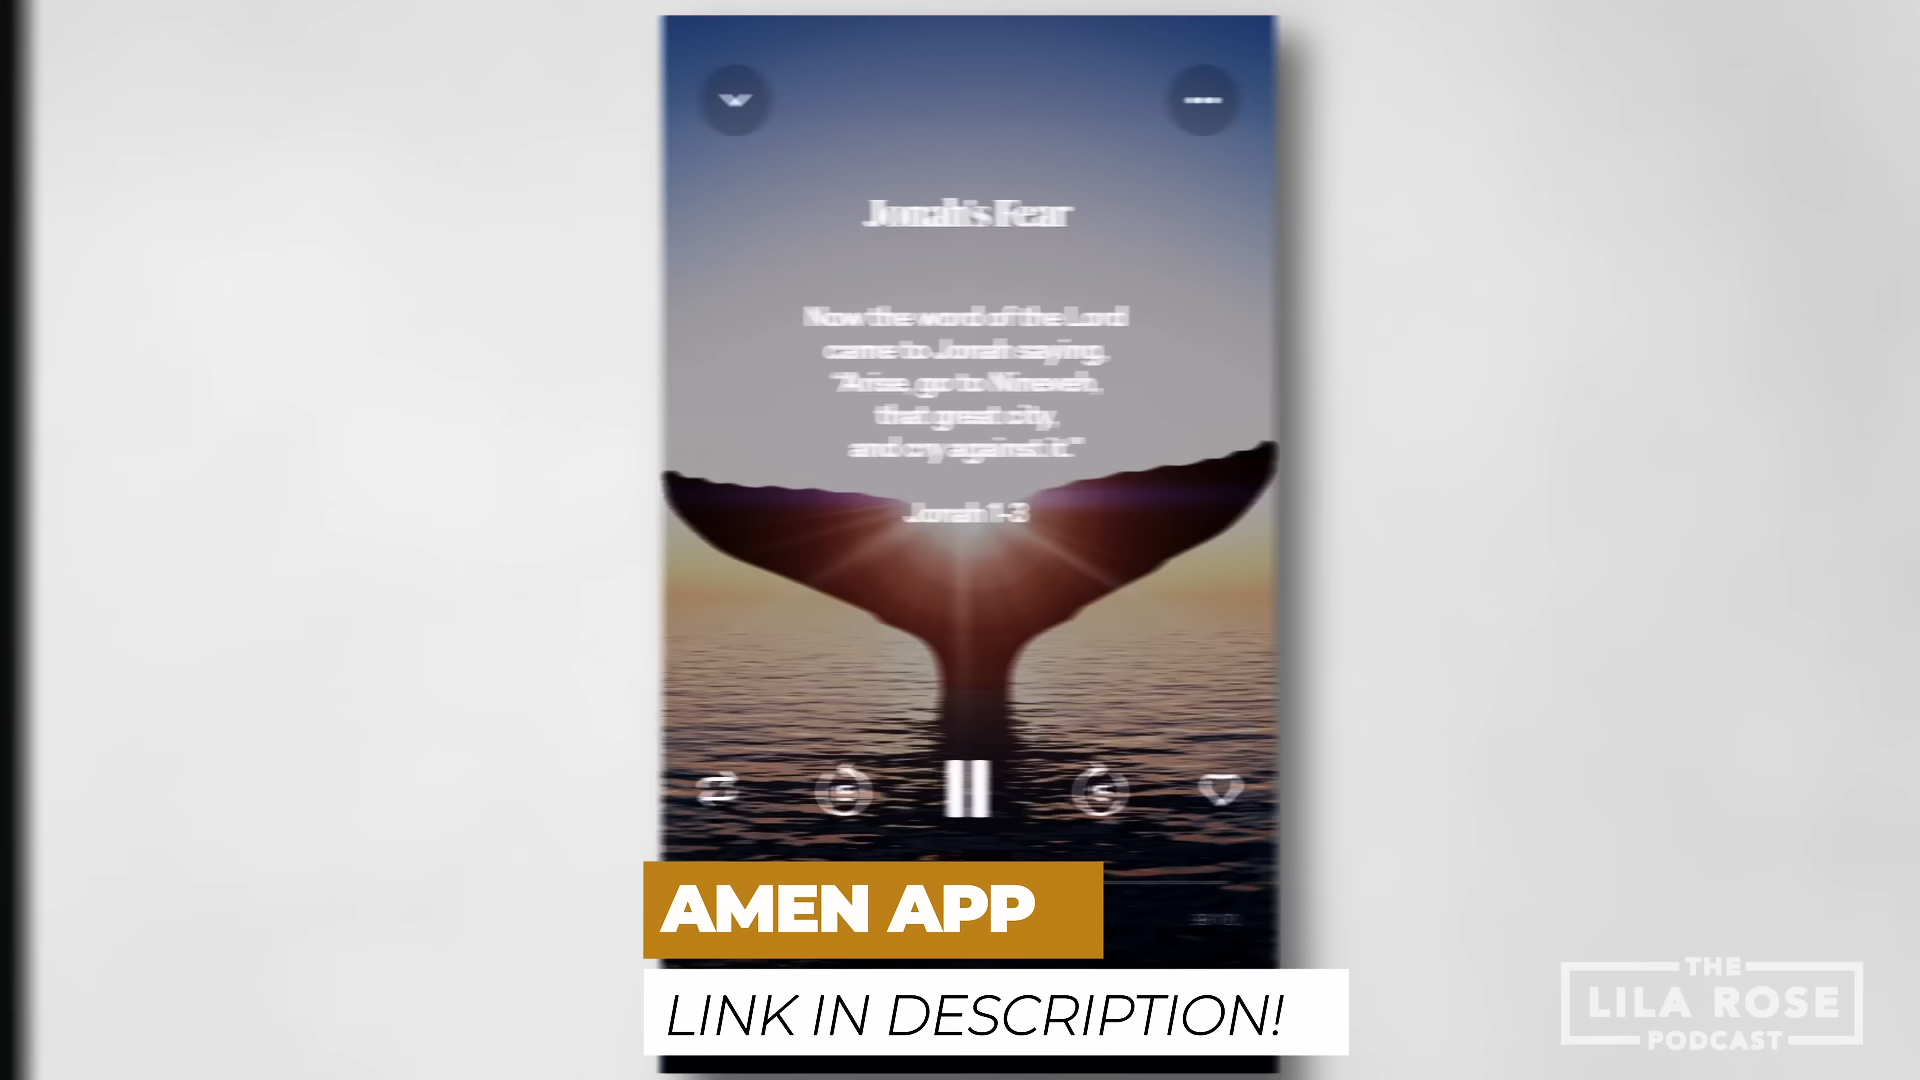 Jonah's Fear
Now the word of the Lord
came to Jonah saying,
"Arise, go to Nineveh,
that great city,
and cry against it."
Jonah 1-3
AMEN APP
LINK IN DESCRIPTION!
THE
LILA ROSE
PODCAST